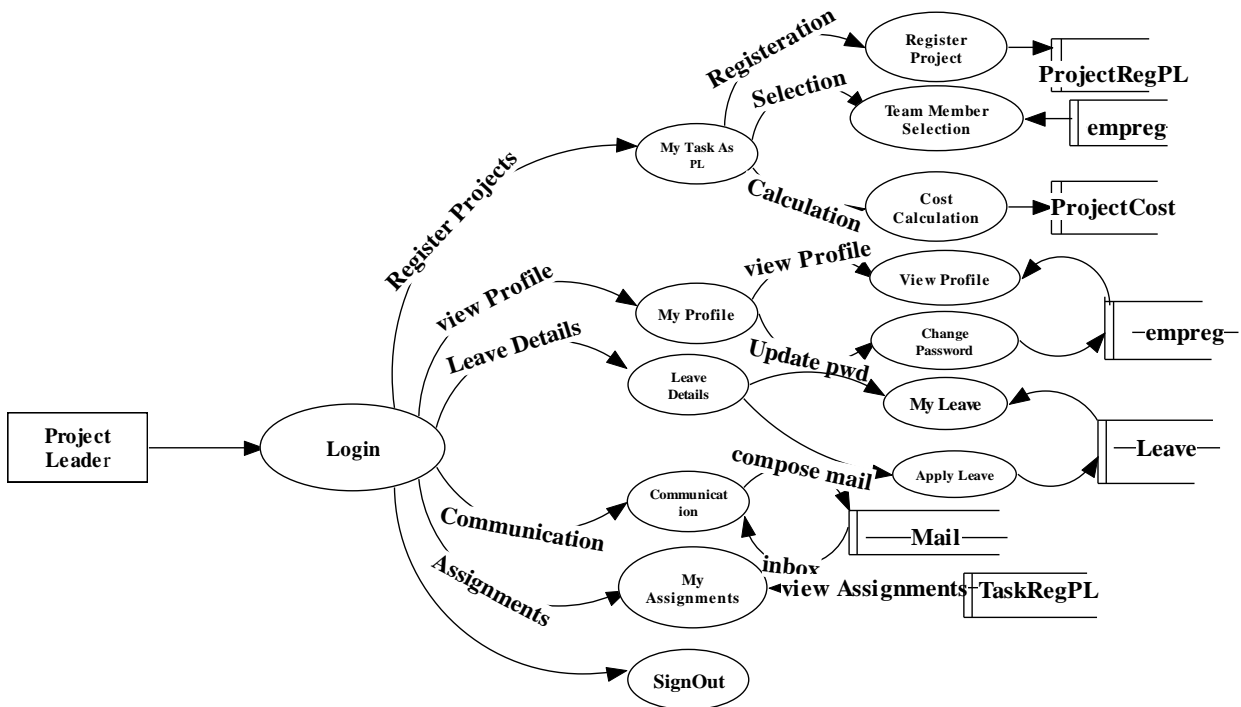 Registeration
Register
Project
ProjectRegPL
Selection
Team Member
Selection
empreg
My Task As
PL
Register Projects
Calculation
Cost
Calculation
ProjectCost
view Profile
view Profile
View Profile
My Profile
empreg
Change
Password
Update pwd
Leave Details
Leave
Details
My Leave
Project
Leader
Login
Leave
compose mail
Apply Leave
Communicat
ion
Communication
Mail
inbox
Assignments
My
Assignments
view Assignments
TaskRegPL
SignOut